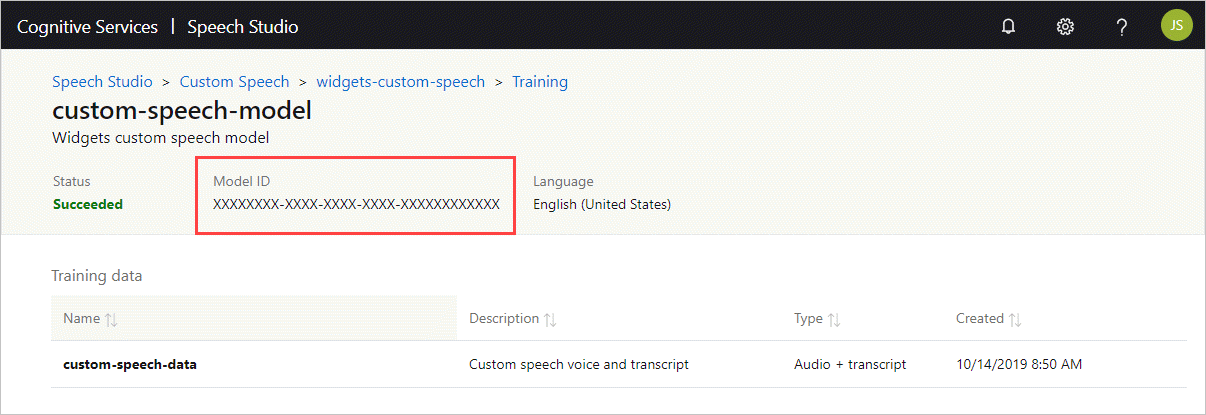 Cognitive Services | Speech Studio
JS
Speech Studio > Custom Speech > widgets-custom-speech > Training
custom-speech-model
Widgets custom speech model
Status Model ID Language
Succeeded XXXXXXXX-XXXX-XXXX-XXXX-XXXXXXXXXXXX English (United States)
Training data
Name Description Type Created
custom-speech-data Custom speech voice and transcript Audio + transcript 10/14/2019 8:50 AM